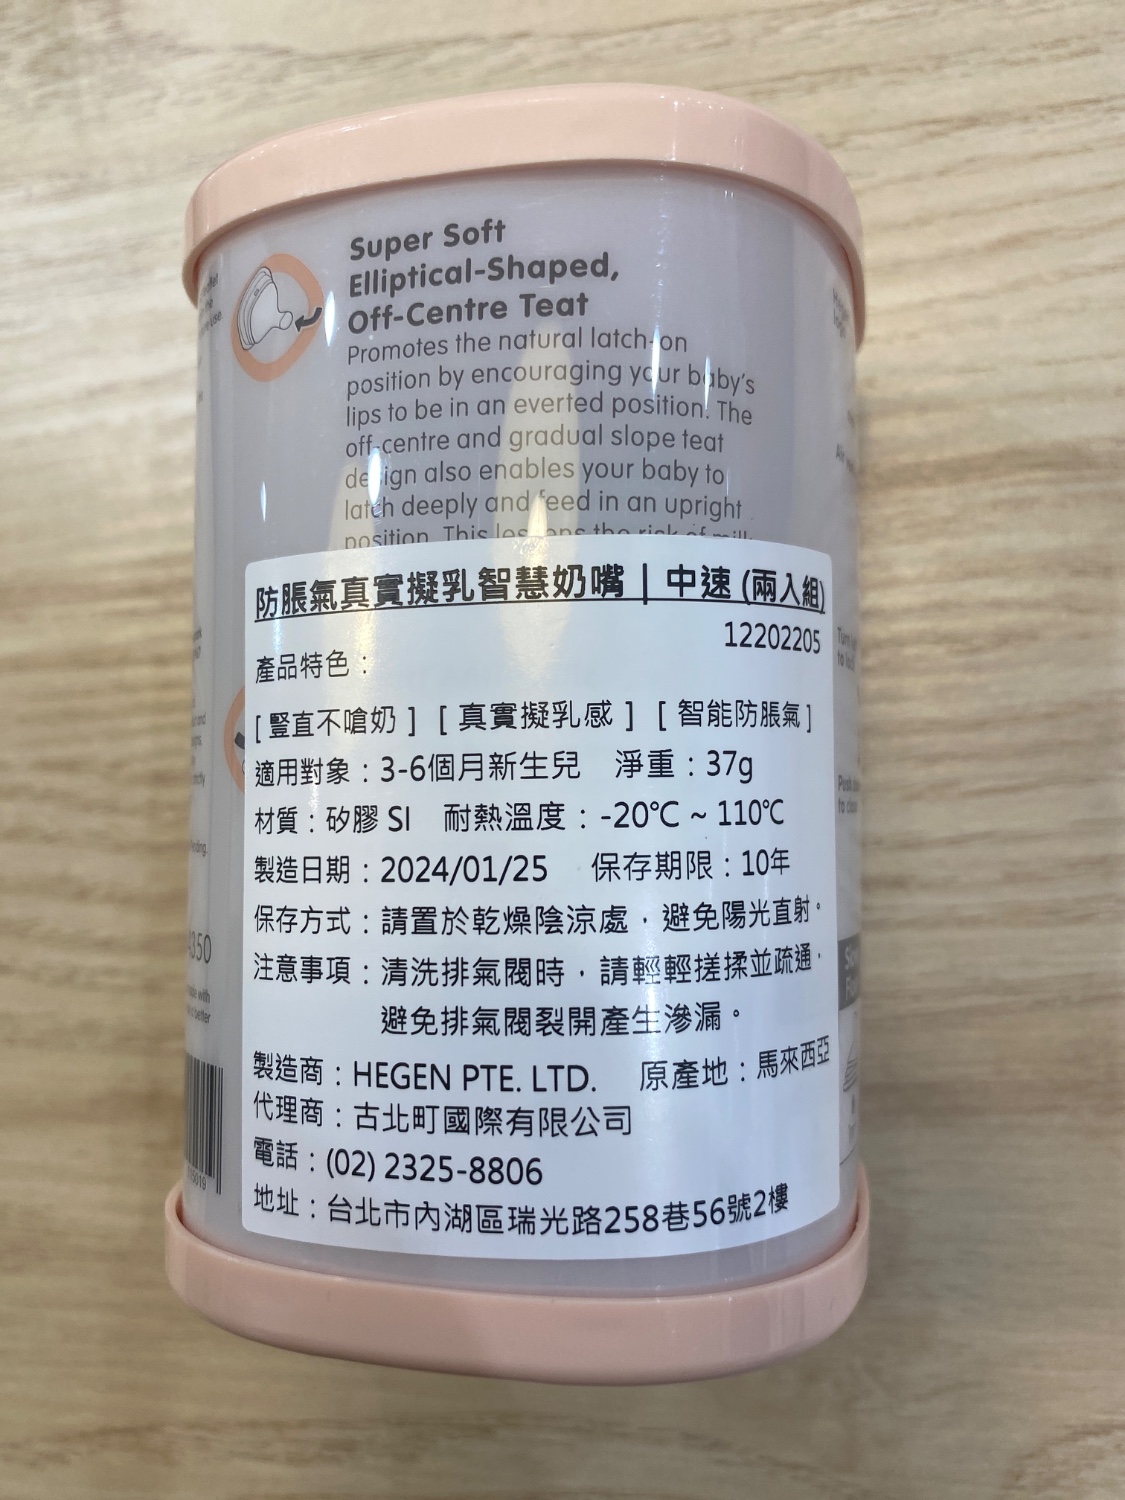 Super Soft
Elliptical-Shaped,
Off-Centre Teat
Promotes the natural latch-on
position by encouraging your baby's
lips to be in an everted position. The
off-centre and gradual slope teat
design also enables your baby to
latch deeply and feed in an upright
position. This lessens the risk of milk
防脹氣真實擬乳智慧奶嘴 | 中速 (兩入組)
12202205
產品特色：
[ 豎直不嗆奶 ] [ 真實擬乳感 ] [ 智能防脹氣 ]
適用對象：3-6個月新生兒 淨重：37g
材質：矽膠 SI 耐熱溫度：-20℃ ~ 110℃
製造日期：2024/01/25 保存期限：10年
保存方式：請置於乾燥陰涼處，避免陽光直射。
注意事項：清洗排氣閥時，請輕輕搓揉並疏通，
避免排氣閥裂開產生滲漏。
製造商：HEGEN PTE. LTD. 原產地：馬來西亞
代理商：古北町國際有限公司
電話：(02) 2325-8806
地址：台北市內湖區瑞光路258巷56號2樓